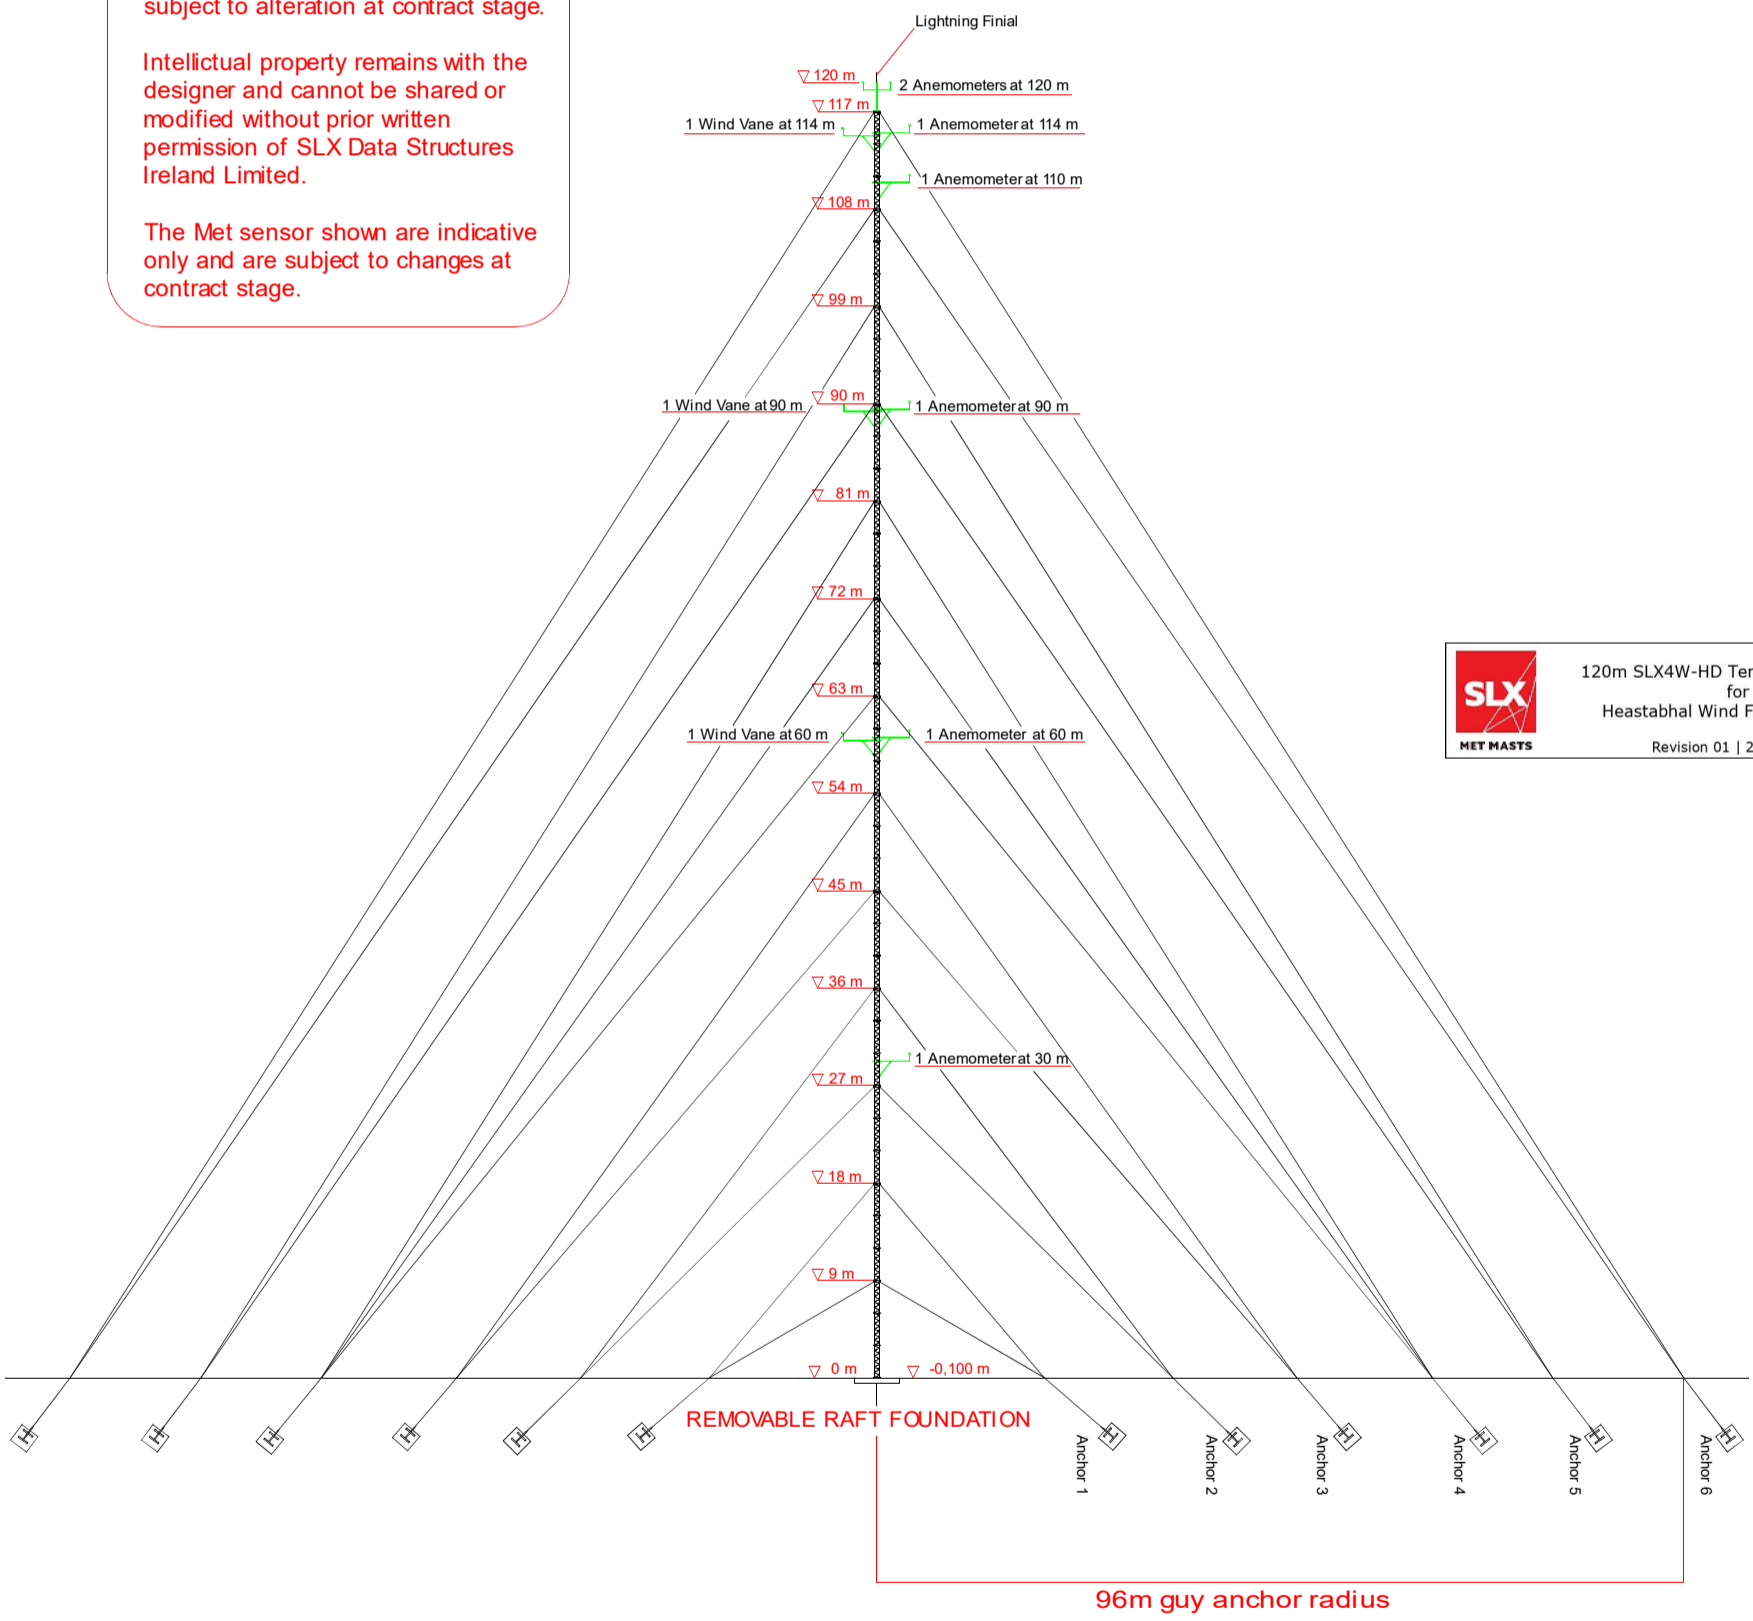 subject to alteration at contract stage.
Intellictual property remains with the
designer and cannot be shared or
modified without prior written
permission of SLX Data Structures
Ireland Limited.
The Met sensor shown are indicative
only and are subject to changes at
contract stage.
Lightning Finial
120 m
2 Anemometers at 120 m
117 m
1 Wind Vane at 114 m
1 Anemometer at 114 m
1 Anemometer at 110 m
108 m
99 m
90 m
1 Wind Vane at 90 m
1 Anemometer at 90 m
81 m
72 m
63 m
1 Wind Vane at 60 m
1 Anemometer at 60 m
54 m
45 m
36 m
1 Anemometer at 30 m
27 m
18 m
9 m
0 m
-0,100 m
REMOVABLE RAFT FOUNDATION
Anchor 1
Anchor 2
Anchor 3
Anchor 4
Anchor 5
Anchor 6
96m guy anchor radius
SLX
MET MASTS
120m SLX4W-HD Ter
for
Heastabhal Wind F
Revision 01 | 2